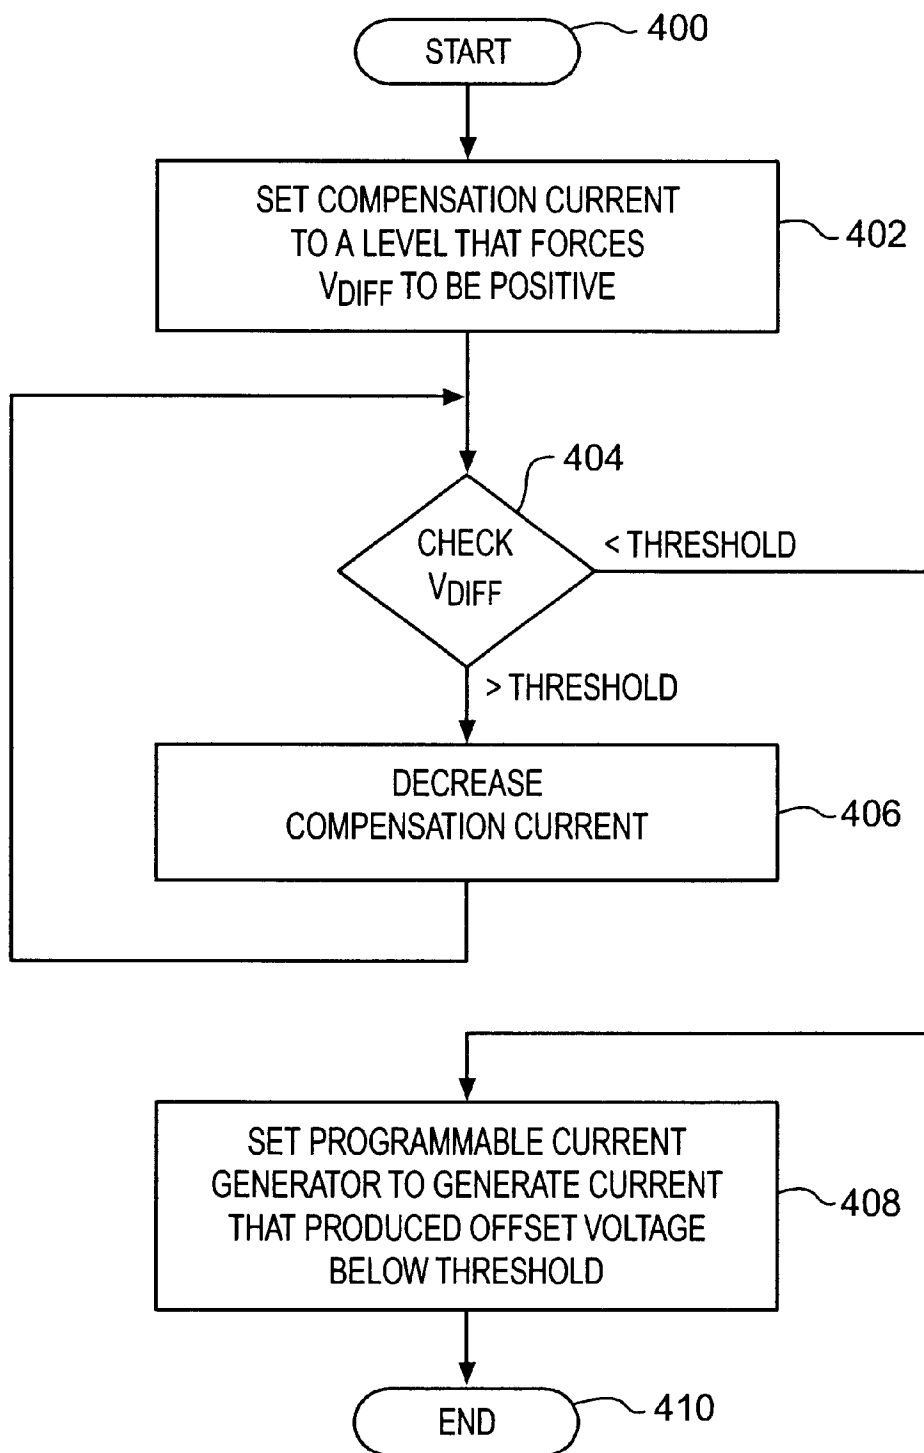 START
400
SET COMPENSATION CURRENT
TO A LEVEL THAT FORCES
VDIFF TO BE POSITIVE
402
404
CHECK
VDIFF
< THRESHOLD
> THRESHOLD
DECREASE
COMPENSATION CURRENT
406
SET PROGRAMMABLE CURRENT
GENERATOR TO GENERATE CURRENT
THAT PRODUCED OFFSET VOLTAGE
BELOW THRESHOLD
408
END
410